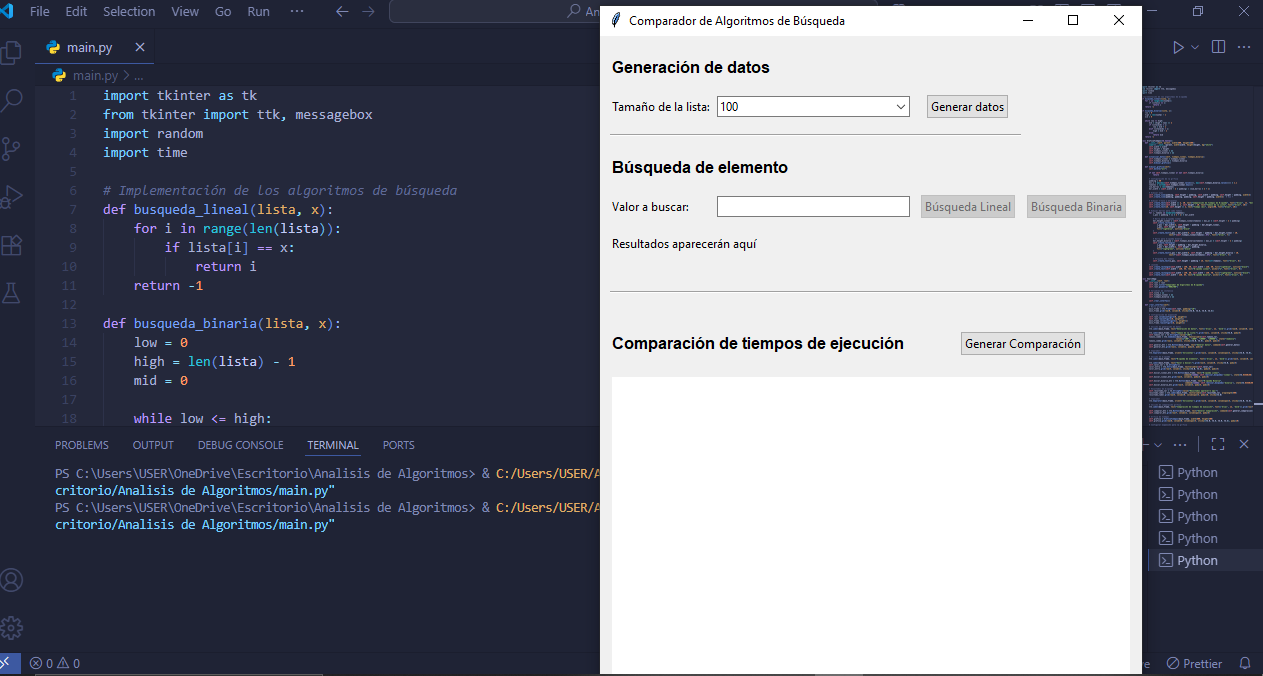 File Edit Selection View Go Run ··· An
main.py
main.py > ...
1 import tkinter as tk
2 from tkinter import ttk, messagebox
3 import random
4 import time
5
6 # Implementación de los algoritmos de búsqueda
7 def busqueda_lineal(lista, x):
8 for i in range(len(lista)):
9 if lista[i] == x:
10 return i
11 return -1
12
13 def busqueda_binaria(lista, x):
14 low = 0
15 high = len(lista) - 1
16 mid = 0
17
18 while low <= high:
PROBLEMS OUTPUT DEBUG CONSOLE TERMINAL PORTS
PS C:\Users\USER\OneDrive\Escritorio\Analisis de Algoritmos> & C:/Users/USER/A
critorio/Analisis de Algoritmos/main.py"
PS C:\Users\USER\OneDrive\Escritorio\Analisis de Algoritmos> & C:/Users/USER/A
critorio/Analisis de Algoritmos/main.py"
Comparador de Algoritmos de Búsqueda
Generación de datos
Tamaño de la lista: 100 Generar datos
Búsqueda de elemento
Valor a buscar: Búsqueda Lineal Búsqueda Binaria
Resultados aparecerán aquí
Comparación de tiempos de ejecución Generar Comparación
Python
Python
Python
Python
Python
0 0
Prettier